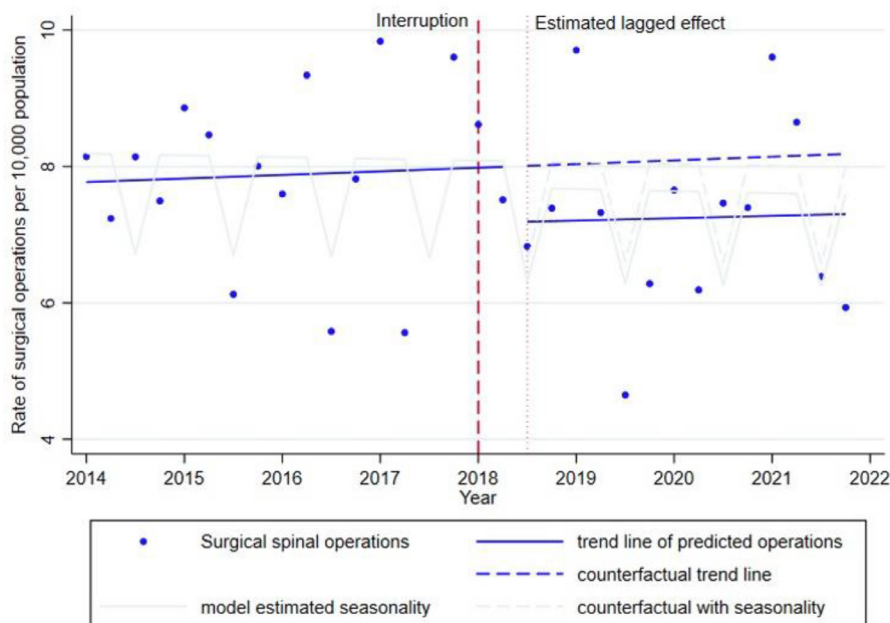 Interruption
Estimated lagged effect
Rate of surgical operations per 10,000 population
10
8
6
4
2014 2015 2016 2017 2018 2019 2020 2021 2022
Year
Surgical spinal operations
trend line of predicted operations
counterfactual trend line
model estimated seasonality
counterfactual with seasonality